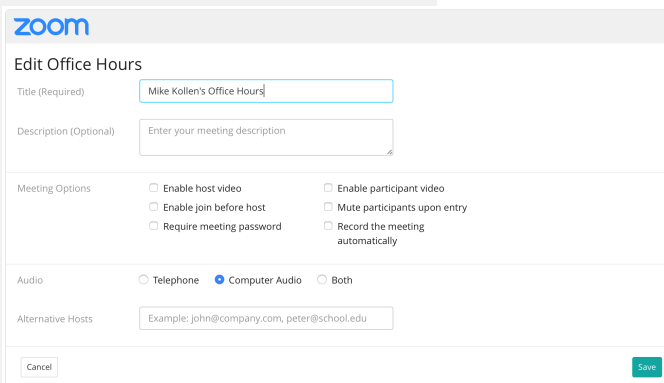 zoom
Edit Office Hours
Title (Required)
Mike Kollen's Office Hours
Description (Optional)
Enter your meeting description
Meeting Options
Enable host video
Enable participant video
Enable join before host
Mute participants upon entry
Require meeting password
Record the meeting
automatically
Audio
Telephone
Computer Audio
Both
Alternative Hosts
Example: john@company.com, peter@school.edu
Cancel
Save